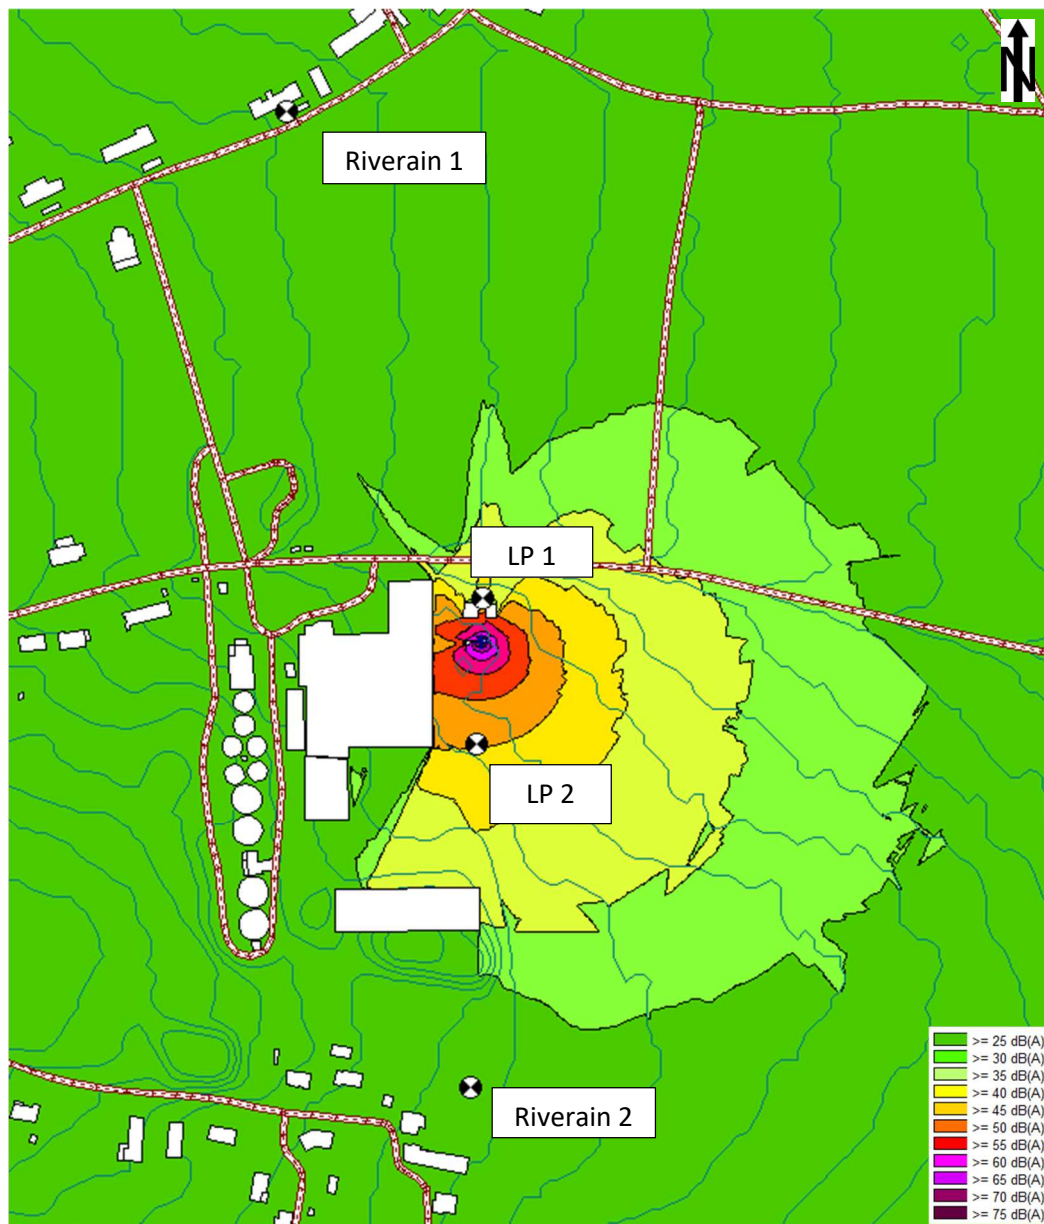 N
Riverain 1
LP 1
LP 2
Riverain 2
>= 25 dB(A)
>= 30 dB(A)
>= 35 dB(A)
>= 40 dB(A)
>= 45 dB(A)
>= 50 dB(A)
>= 55 dB(A)
>= 60 dB(A)
>= 65 dB(A)
>= 70 dB(A)
>= 75 dB(A)